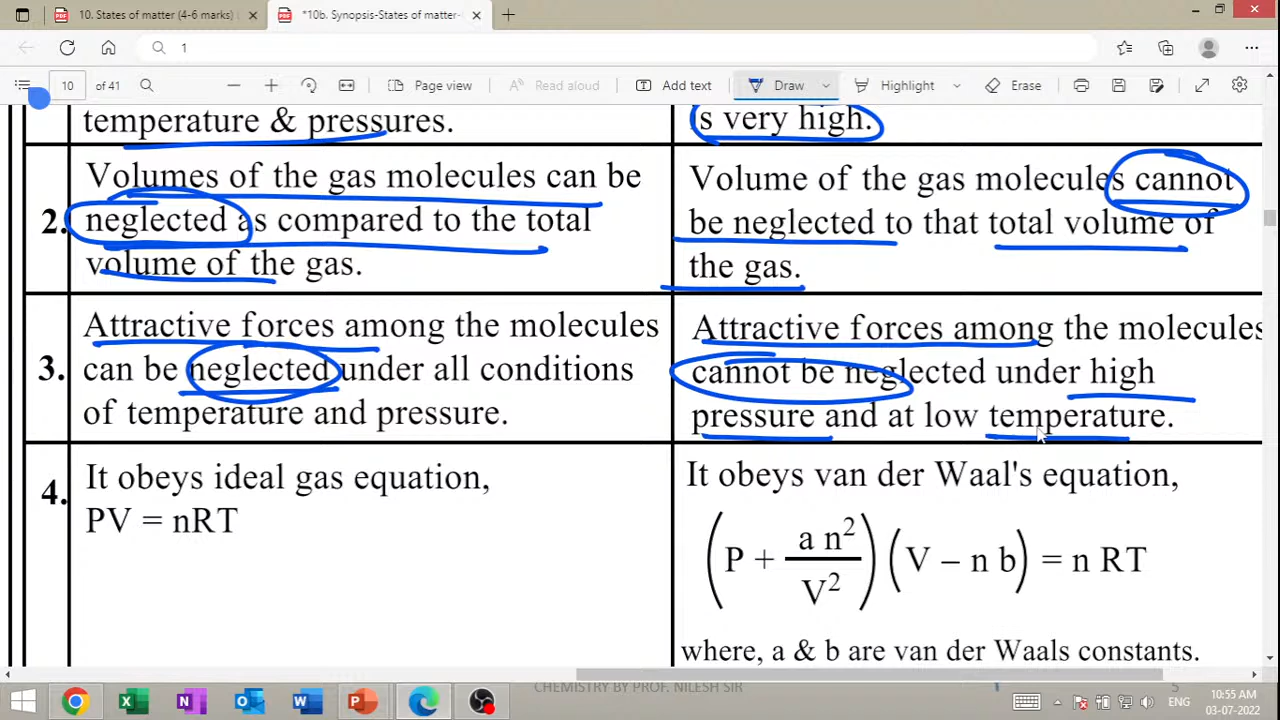 10. States of matter (4-6 marks)
*10b. Synopsis-States of matter-
1
10 of 41
Page view
Read aloud
Add text
Draw
Highlight
Erase
temperature & pressures.
is very high.
2.
Volumes of the gas molecules can be
neglected as compared to the total
volume of the gas.
Volume of the gas molecules cannot
be neglected to that total volume of
the gas.
3.
Attractive forces among the molecules
can be neglected under all conditions
of temperature and pressure.
Attractive forces among the molecules
cannot be neglected under high
pressure and at low temperature.
4.
It obeys ideal gas equation,
PV = nRT
It obeys van der Waal's equation,
(P + a n²/V²) (V – n b) = n RT
where, a & b are van der Waals constants.
CHEMISTRY BY PROF. NILESH SIR
1
5
ENG
10:55 AM
03-07-2022